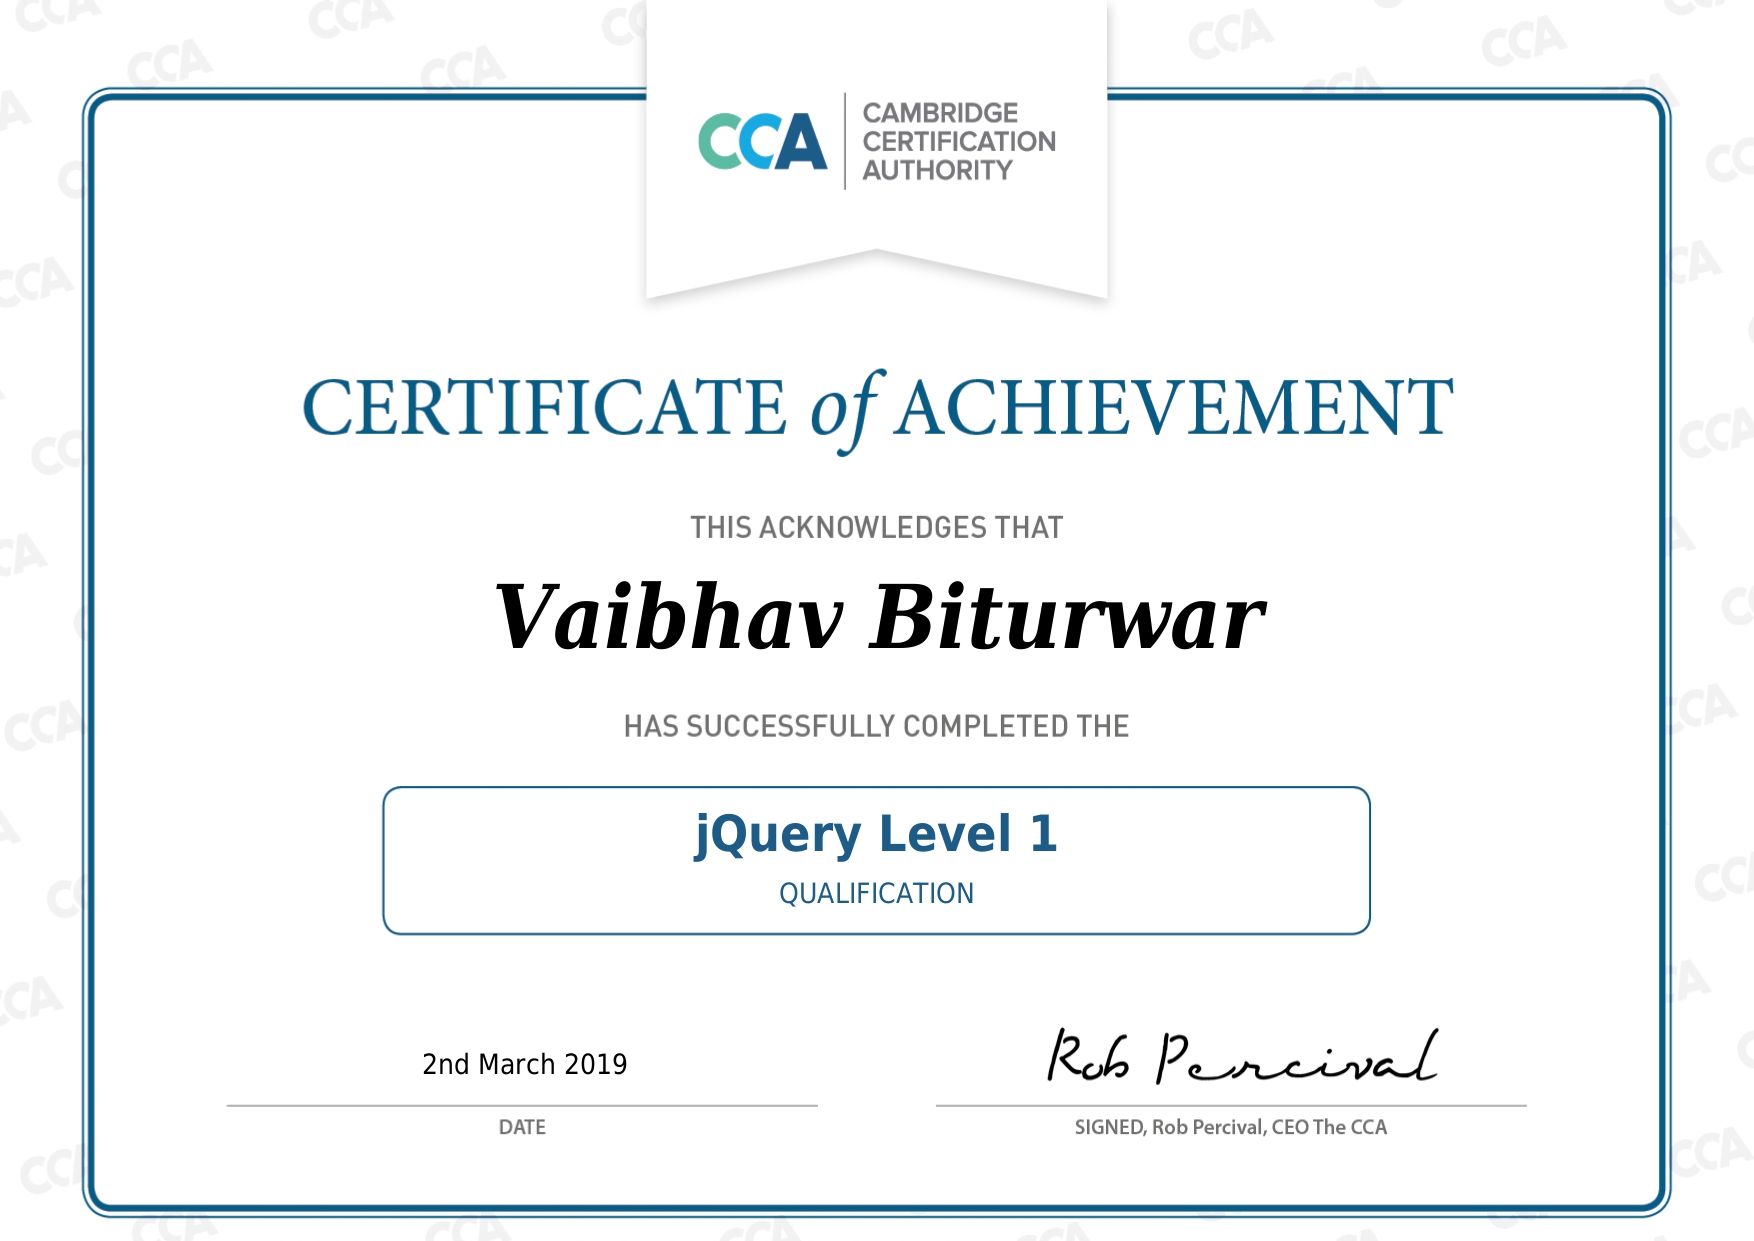 CCA
CAMBRIDGE
CERTIFICATION
AUTHORITY
CERTIFICATE of ACHIEVEMENT
THIS ACKNOWLEDGES THAT
Vaibhav Biturwar
HAS SUCCESSFULLY COMPLETED THE
jQuery Level 1
QUALIFICATION
2nd March 2019
Rob Percival
DATE
SIGNED, Rob Percival, CEO The CCA